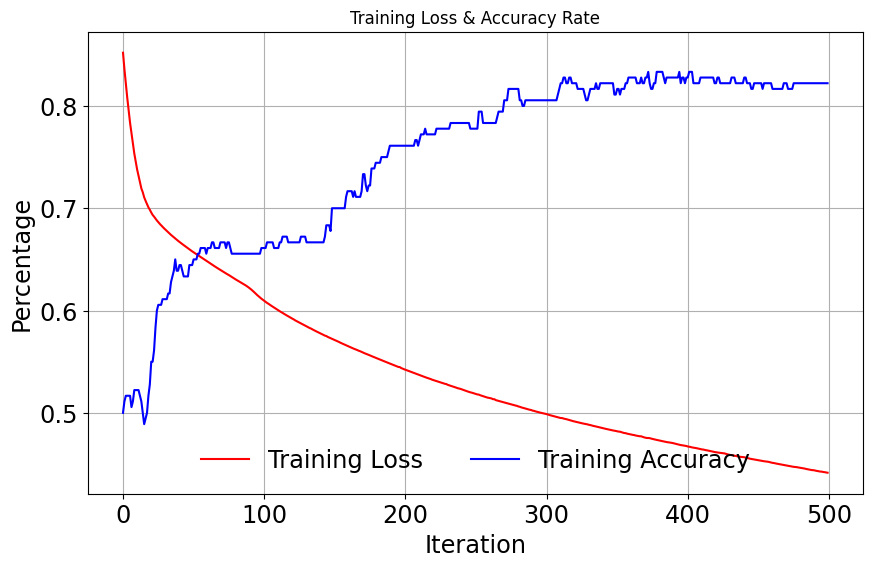 Training Loss & Accuracy Rate
Percentage
0.8
0.7
0.6
0.5
Training Loss
Training Accuracy
0 100 200 300 400 500
Iteration